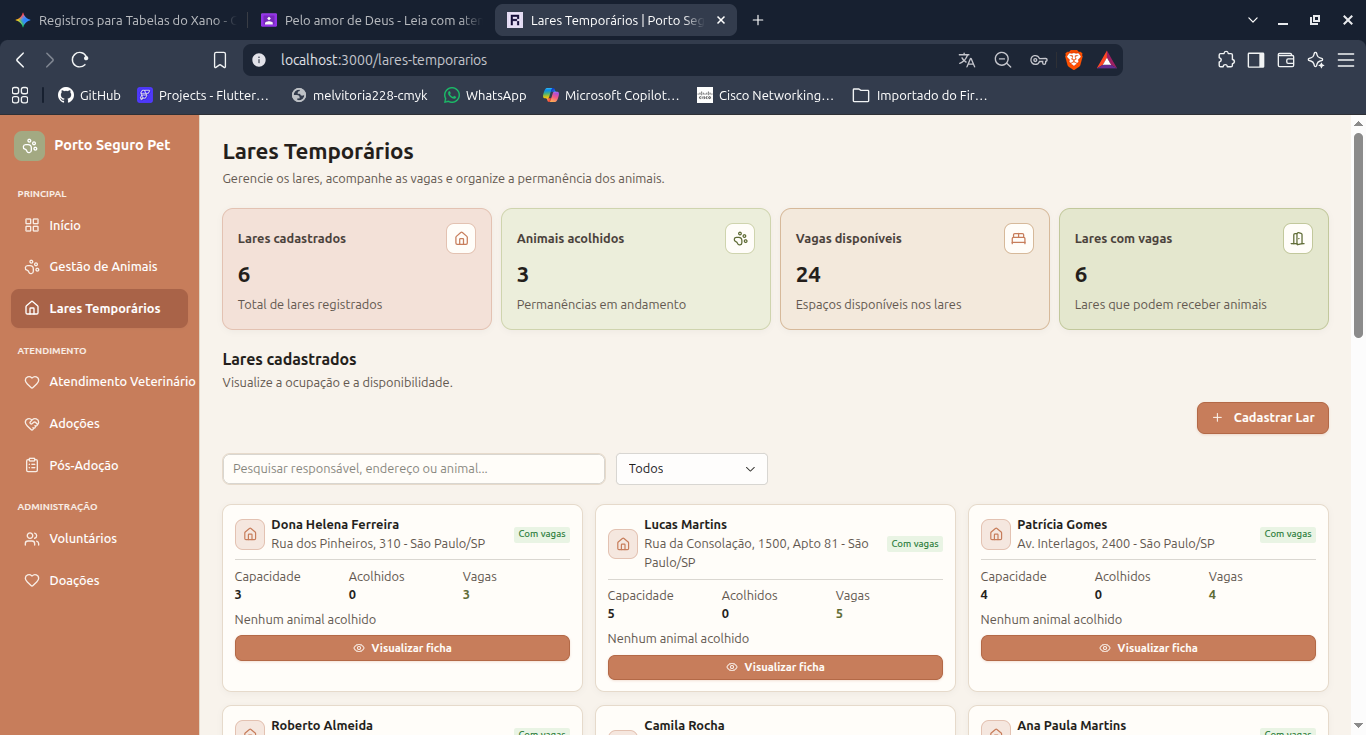 Registros para Tabelas do Xano - G
Pelo amor de Deus - Leia com aten
Lares Temporários | Porto Seg
localhost:3000/lares-temporarios
GitHub
Projects - Flutter…
melvitoria228-cmyk
WhatsApp
Microsoft Copilot…
Cisco Networking…
Importado do Fir…
Porto Seguro Pet
PRINCIPAL
Início
Gestão de Animais
Lares Temporários
ATENDIMENTO
Atendimento Veterinário
Adoções
Pós-Adoção
ADMINISTRAÇÃO
Voluntários
Doações
Lares Temporários
Gerencie os lares, acompanhe as vagas e organize a permanência dos animais.
Lares cadastrados
6
Total de lares registrados
Animais acolhidos
3
Permanências em andamento
Vagas disponíveis
24
Espaços disponíveis nos lares
Lares com vagas
6
Lares que podem receber animais
Lares cadastrados
Visualize a ocupação e a disponibilidade.
+ Cadastrar Lar
Pesquisar responsável, endereço ou animal...
Todos
Dona Helena Ferreira
Rua dos Pinheiros, 310 - São Paulo/SP
Com vagas
Capacidade Acolhidos Vagas
3 0 3
Nenhum animal acolhido
Visualizar ficha
Lucas Martins
Rua da Consolação, 1500, Apto 81 - São
Paulo/SP
Com vagas
Capacidade Acolhidos Vagas
5 0 5
Nenhum animal acolhido
Visualizar ficha
Patrícia Gomes
Av. Interlagos, 2400 - São Paulo/SP
Com vagas
Capacidade Acolhidos Vagas
4 0 4
Nenhum animal acolhido
Visualizar ficha
Roberto Almeida
Com vagas
Camila Rocha
Ana Paula Martins
Com vagas